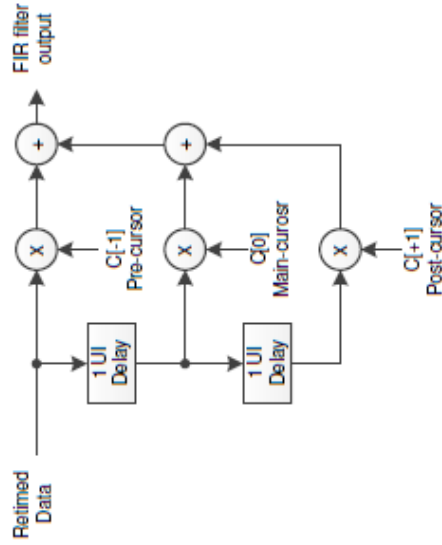 Retimed
Data
1 UI
Delay
1 UI
Delay
X
C[-1]
Pre-cursor
X
C[0]
Main-curosr
X
C[+1]
Post-cursor
+
+
FIR filter
output